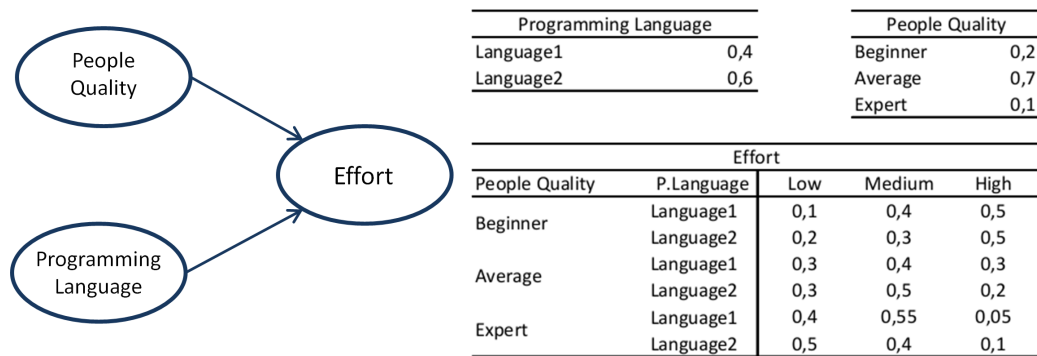 People
Quality
Effort
Programming
Language
Programming Language
Language1 0,4
Language2 0,6
People Quality
Beginner 0,2
Average 0,7
Expert 0,1
Effort
People Quality P.Language Low Medium High
Beginner Language1 0,1 0,4 0,5
Language2 0,2 0,3 0,5
Average Language1 0,3 0,4 0,3
Language2 0,3 0,5 0,2
Expert Language1 0,4 0,55 0,05
Language2 0,5 0,4 0,1